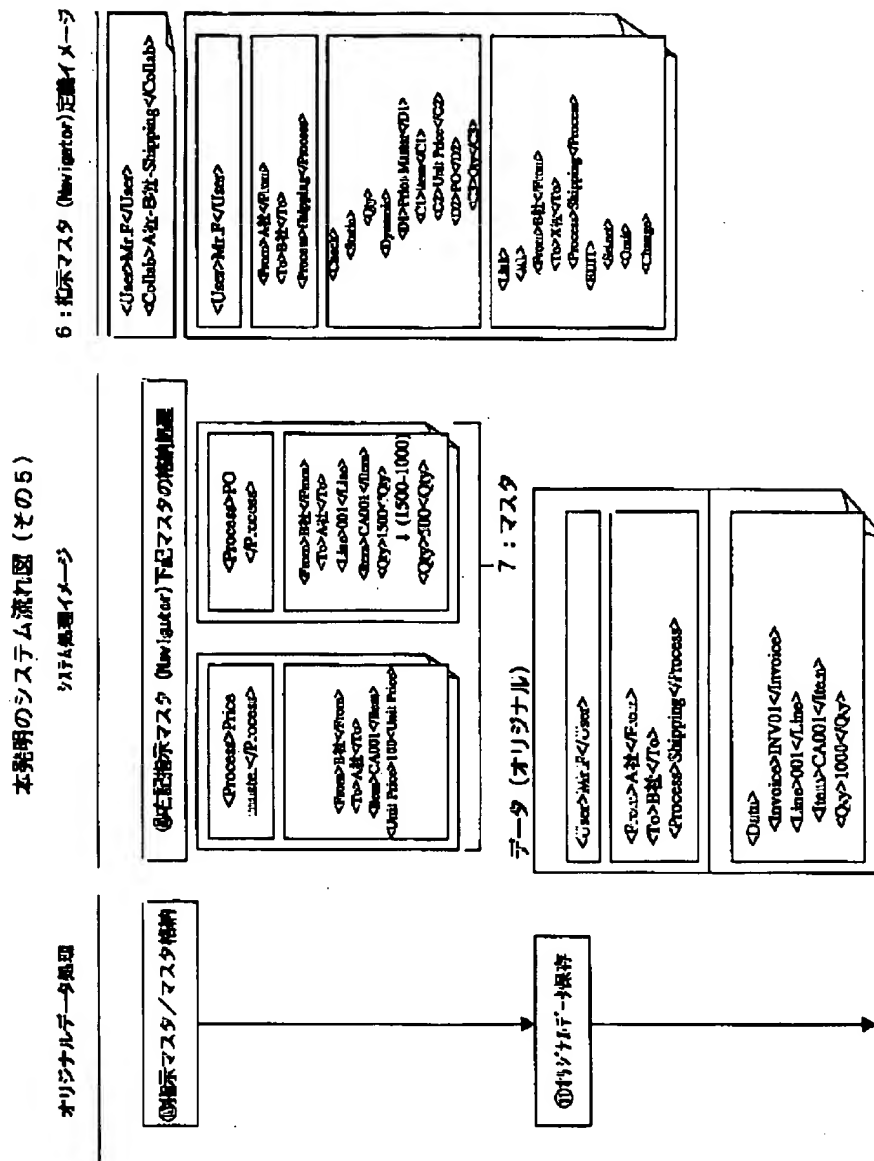 本発明のシステム流れ図(その5)
オリジナルデータ処理
システム処理イメージ
6:指示マスタ (Navigator)定義イメージ
⑩指示マスタ/マスタ格納
⑪オリジナルデータ保存
指示マスタ (Navigator)下記マスタの格納処理
<Process>Price
</Process>
<From>B社</From>
<To>A社</To>
<Item>CA001</Item>
<Unit Price>100<Unit Price>
<Process>PO
</Process>
<From>B社</From>
<To>A社</To>
<Line>001</Line>
<Item>CA001</Item>
<Qty>1500<Qty>
↓ (1500-1000)
<Qty>500<Qty>
7:マスタ
データ (オリジナル)
<User>Mr.F</User>
<From>A社</From>
<To>B社</To>
<Process>Shipping</Process>
<Data>
<Invoice>INV01</Invoice>
<Line>001</Line>
<Item>CA001</Item>
<Qty>1000</Qty>
<User>Mr.F</User>
<Collab>A社-B社-Shipping</Collab>
<User>Mr.F</User>
<From>A社</From>
<To>B社</To>
<Process>Shipping</Process>
<Check>
<Static>
<Qty>
<Dynamic>
<D1>Price Master</D1>
<C1>Item</C1>
<C2>Unit Price</C2>
<D2>PO</D2>
<C3>Qty</C3>
<Link>
<From>B社</From>
<To>X社</To>
<Process>Shipping</Process>
<EDIT>
<Select>
<Omit>
<Change>